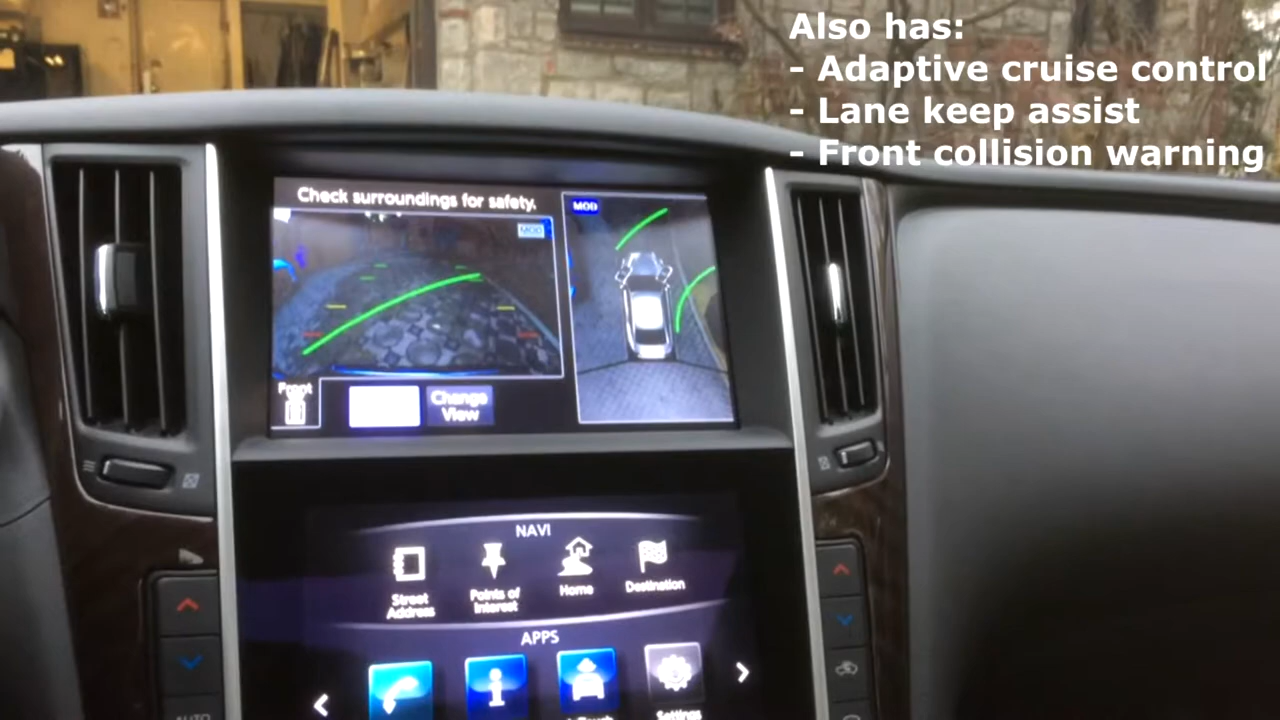 Also has:
- Adaptive cruise control
- Lane keep assist
- Front collision warning
Check surroundings for safety.
MOD
MOD
Front
Change
View
NAVI
Street
Address
Points of
Interest
Home
Destination
APPS
Settings
AUTO